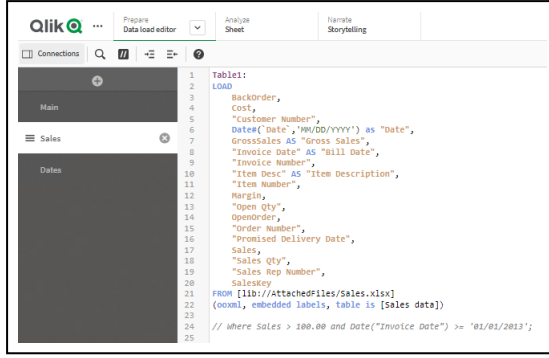 Qlik ... Prepare Analyze Narrate
Data load editor Sheet Storytelling
Connections
Main
Sales
Dates
1 Table1:
2 LOAD
3 BackOrder,
4 Cost,
5 "Customer Number",
6 Date#(`Date`,'MM/DD/YYYY') as "Date",
7 GrossSales AS "Gross Sales",
8 "Invoice Date" AS "Bill Date",
9 "Invoice Number",
10 "Item Desc" AS "Item Description",
11 "Item Number",
12 Margin,
13 "Open Qty",
14 OpenOrder,
15 "Order Number",
16 "Promised Delivery Date",
17 Sales,
18 "Sales Qty",
19 "Sales Rep Number",
20 SalesKey
21 FROM [lib://AttachedFiles/Sales.xlsx]
22 (ooxml, embedded labels, table is [Sales data])
23
24 // Where Sales > 100.00 and Date("Invoice Date") >= '01/01/2013';
25